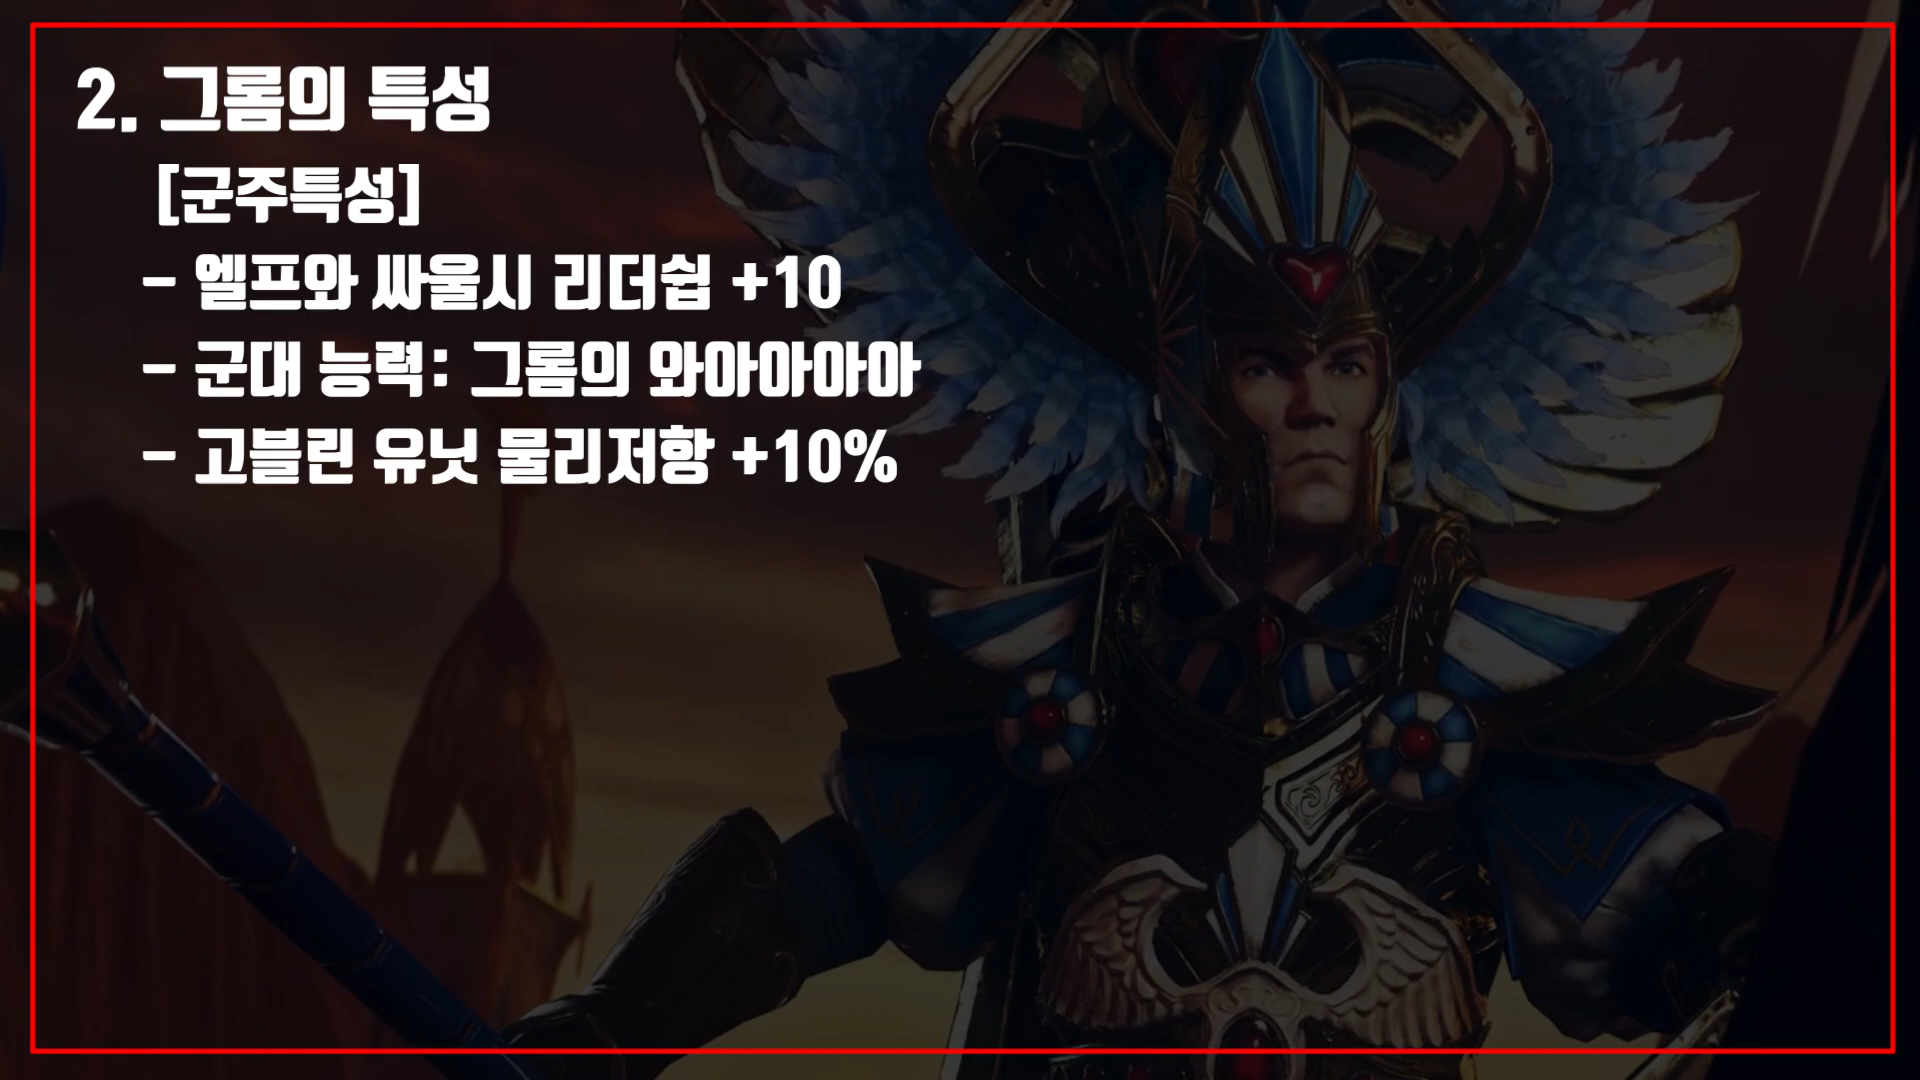 2. 그롬의 특성
[군주특성]
- 엘프와 싸울시 리더쉽 +10
- 군대 능력: 그롬의 와아아아아
- 고블린 유닛 물리저항 +10%